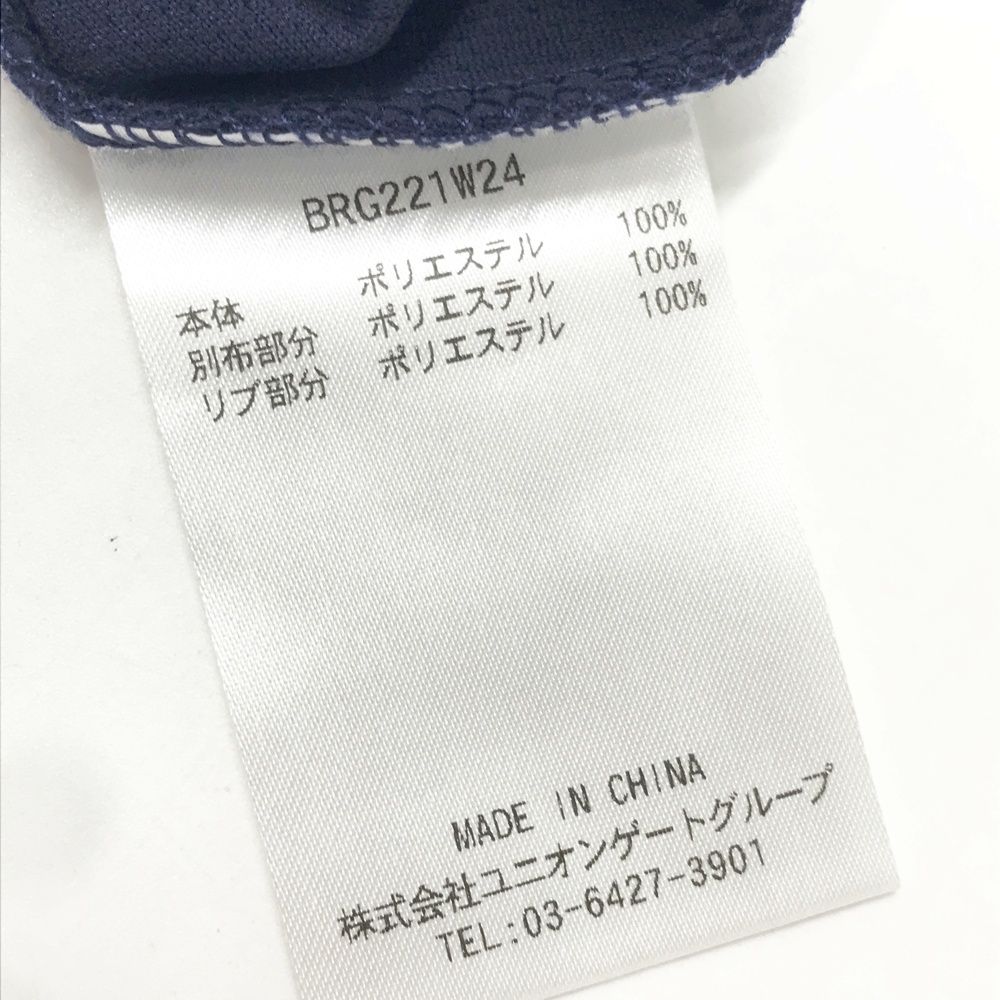 BRG221W24
本体 ポリエステル 100%
別布部分 ポリエステル 100%
リブ部分 ポリエステル 100%
MADE IN CHINA
株式会社ユニオンゲートグループ
TEL:03-6427-3901